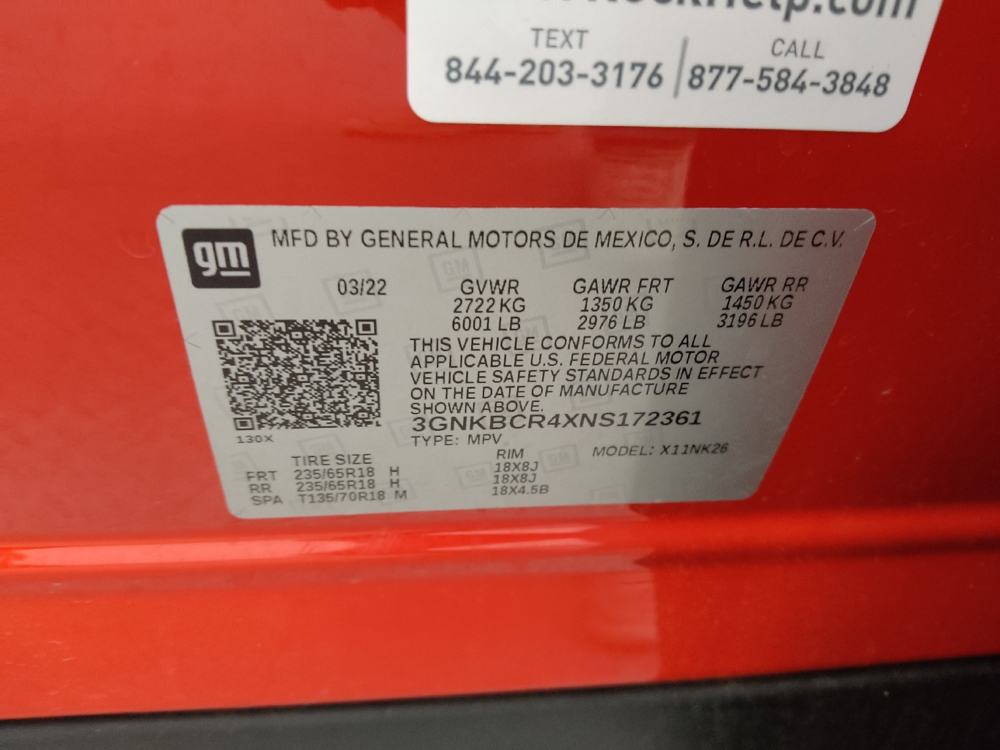 TEXT
CALL
844-203-3176 | 877-584-3848
gm MFD BY GENERAL MOTORS DE MEXICO, S. DE R.L. DE C.V.
03/22 GVWR GAWR FRT GAWR RR
2722 KG 1350 KG 1450 KG
6001 LB 2976 LB 3196 LB
THIS VEHICLE CONFORMS TO ALL
APPLICABLE U.S. FEDERAL MOTOR
VEHICLE SAFETY STANDARDS IN EFFECT
ON THE DATE OF MANUFACTURE
SHOWN ABOVE.
3GNKBCR4XNS172361
130X
TYPE: MPV
MODEL: X11NK26
TIRE SIZE RIM
FRT 235/65R18 H 18X8J
RR 235/65R18 H 18X8J
SPA T135/70R18 M 18X4.5B